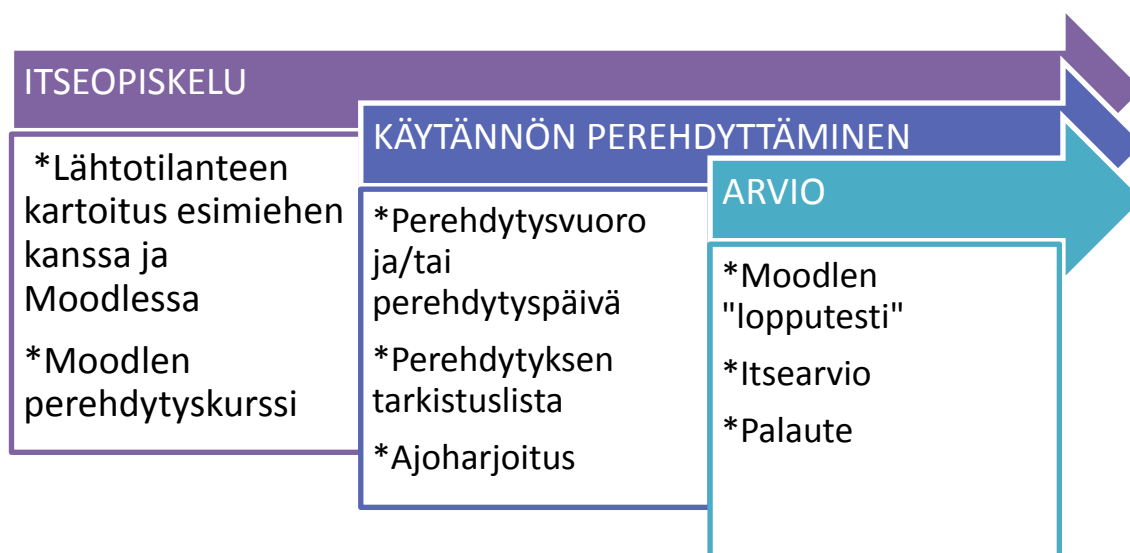 ITSEOPISKELU
*Lähtotilanteen
kartoitus esimiehen
kanssa ja
Moodlessa
*Moodlen
perehdytyskurssi
KÄYTÄNNÖN PEREHDYTTÄMINEN
*Perehdytysvuoro
ja/tai
perehdytyspäivä
*Perehdytyksen
tarkistuslista
*Ajoharjoitus
ARVIO
*Moodlen
"lopputesti"
*Itsearvio
*Palaute